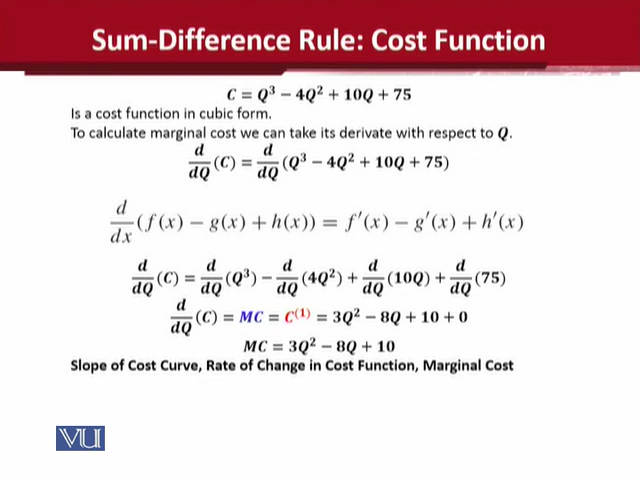 Sum-Difference Rule: Cost Function
C = Q³ − 4Q² + 10Q + 75
Is a cost function in cubic form.
To calculate marginal cost we can take its derivate with respect to Q.
d/dQ (C) = d/dQ (Q³ − 4Q² + 10Q + 75)
d/dx (f(x) − g(x) + h(x)) = f′(x) − g′(x) + h′(x)
d/dQ (C) = d/dQ (Q³) − d/dQ (4Q²) + d/dQ (10Q) + d/dQ (75)
d/dQ (C) = MC = C⁽¹⁾ = 3Q² − 8Q + 10 + 0
MC = 3Q² − 8Q + 10
Slope of Cost Curve, Rate of Change in Cost Function, Marginal Cost
VU